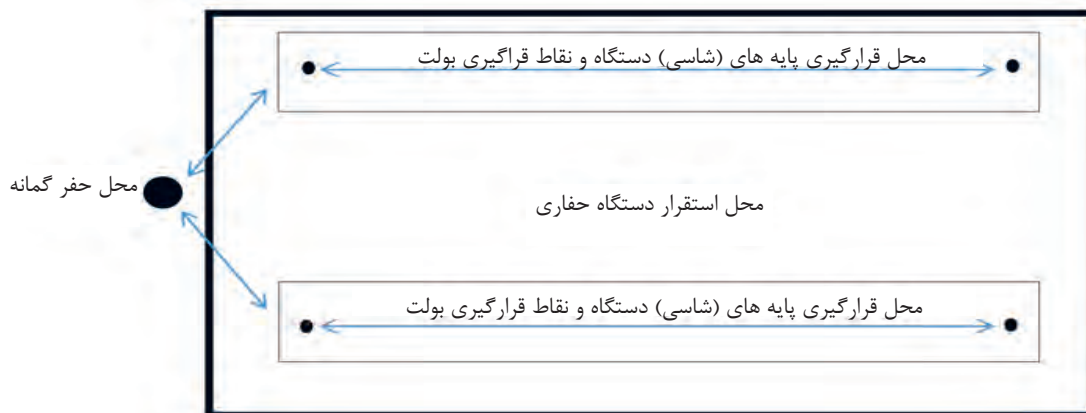 محل قرارگیری پایه های (شاسی) دستگاه و نقاط قراگیری بولت
محل حفر گمانه
محل استقرار دستگاه حفاری
محل قرارگیری پایه های (شاسی) دستگاه و نقاط قرارگیری بولت